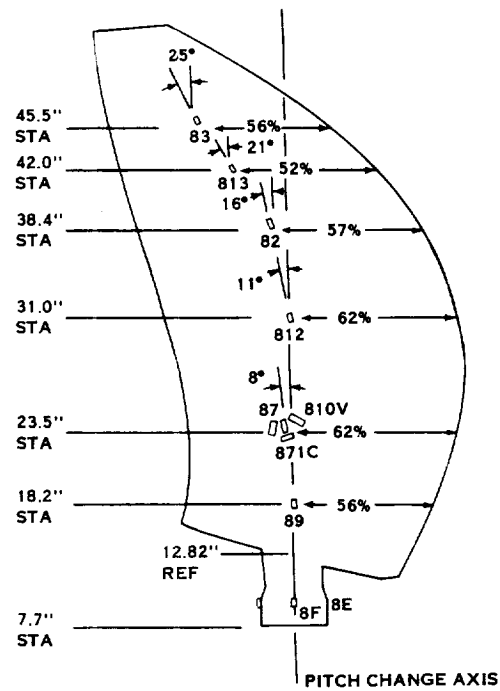 25°
45.5"
STA
83
56%
21°
42.0"
STA
813
52%
16°
38.4"
STA
82
57%
11°
31.0"
STA
812
62%
8°
87
810V
23.5"
STA
62%
871C
18.2"
STA
56%
89
12.82"
REF
8F
8E
7.7"
STA
PITCH CHANGE AXIS